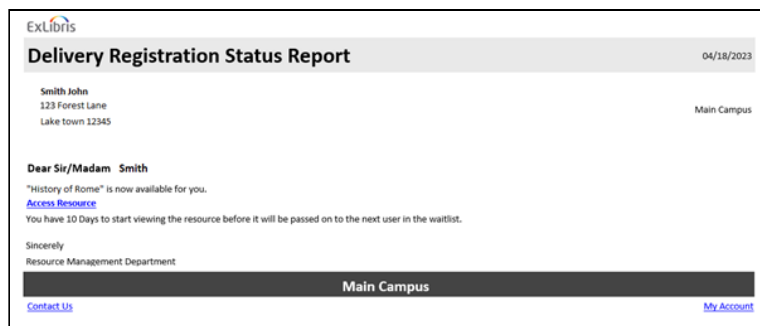 ExLibris
Delivery Registration Status Report 04/18/2023
Smith John
123 Forest Lane
Lake town 12345
Main Campus
Dear Sir/Madam Smith
"History of Rome" is now available for you.
Access Resource
You have 10 Days to start viewing the resource before it will be passed on to the next user in the waitlist.
Sincerely
Resource Management Department
Main Campus
Contact Us My Account